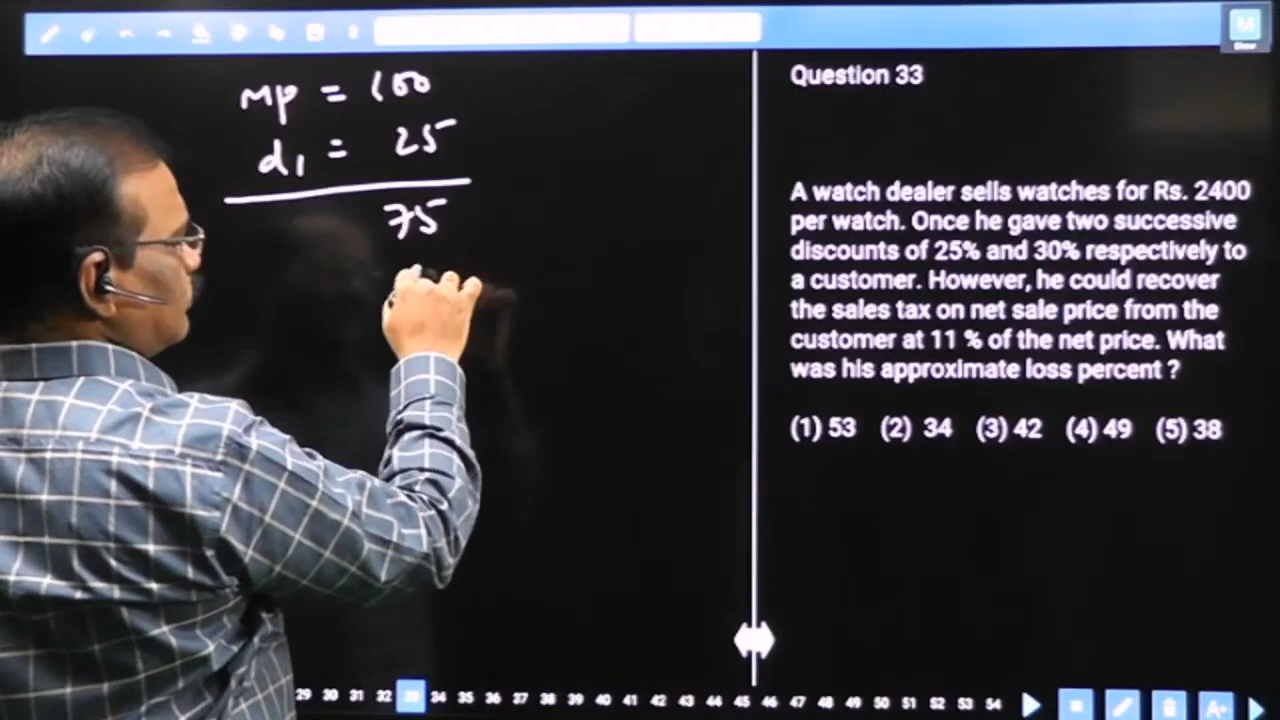 MP = 100
d1 = 25
75
Question 33
A watch dealer sells watches for Rs. 2400
per watch. Once he gave two successive
discounts of 25% and 30% respectively to
a customer. However, he could recover
the sales tax on net sale price from the
customer at 11 % of the net price. What
was his approximate loss percent ?
(1) 53 (2) 34 (3) 42 (4) 49 (5) 38
29 30 31 32 33 34 35 36 37 38 39 40 41 42 43 44 45 46 47 48 49 50 51 52 53 54
M
A+